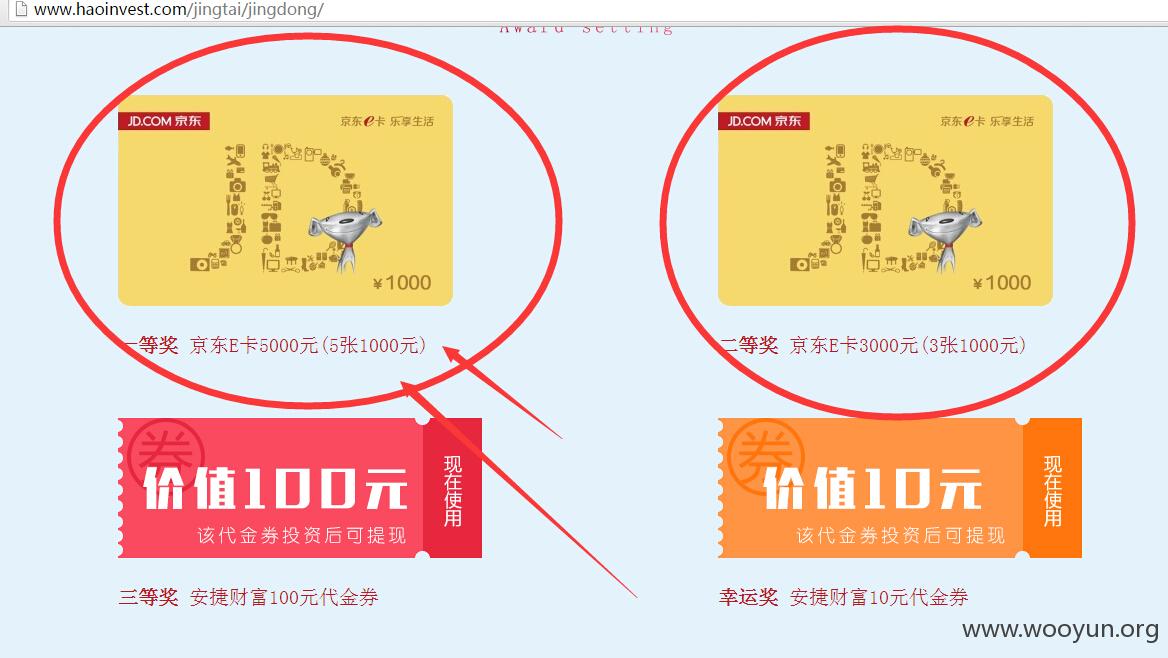 www.haoinvest.com/jingtai/jingdong/
Award setting
JD.COM 京东
京东e卡 乐享生活
¥1000
一等奖 京东E卡5000元(5张1000元)
JD.COM 京东
京东e卡 乐享生活
¥1000
二等奖 京东E卡3000元(3张1000元)
券
价值100元
该代金券投资后可提现
现在使用
三等奖 安捷财富100元代金券
券
价值10元
该代金券投资后可提现
现在使用
幸运奖 安捷财富10元代金券
www.wooyun.org